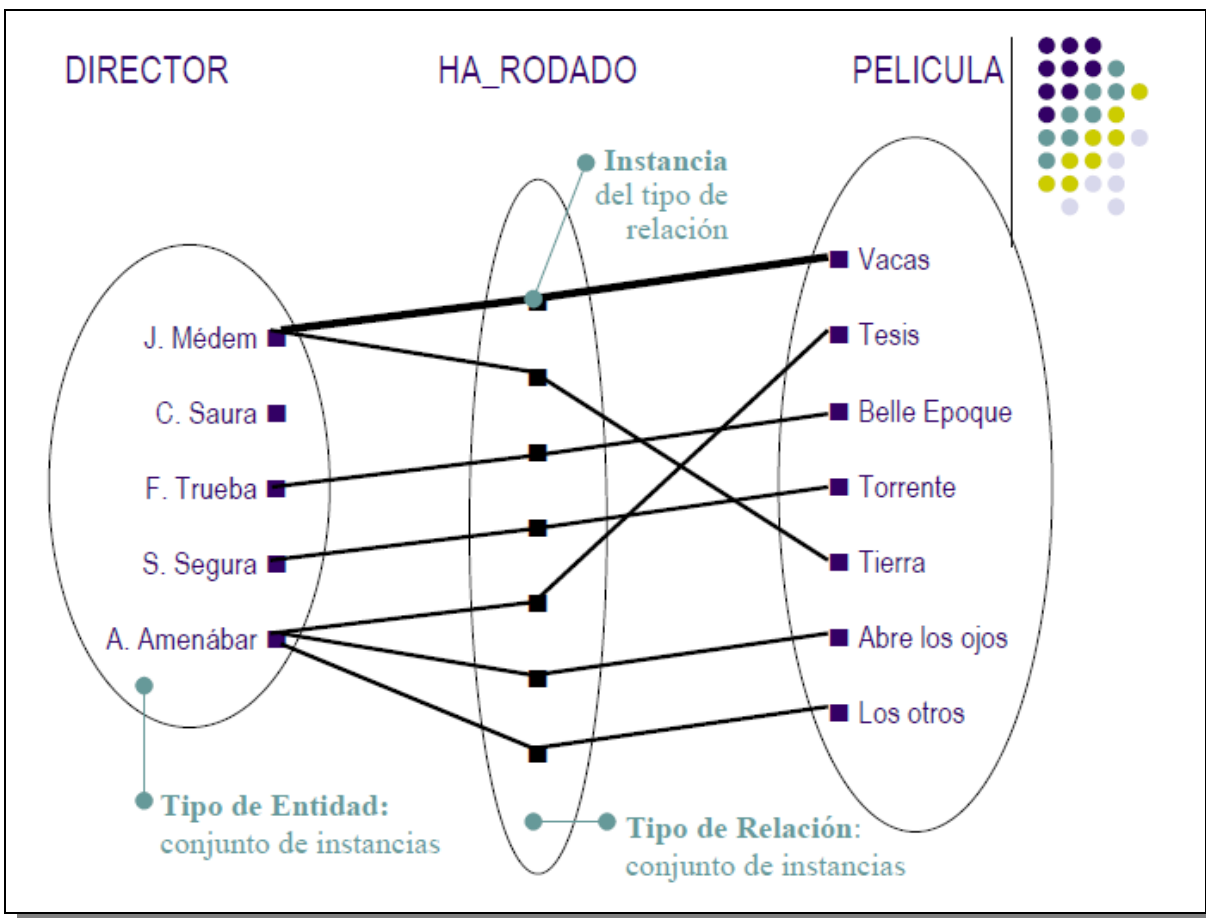 DIRECTOR
HA_RODADO
PELICULA
Instancia
del tipo de
relación
J. Médem
C. Saura
F. Trueba
S. Segura
A. Amenábar
Vacas
Tesis
Belle Epoque
Torrente
Tierra
Abre los ojos
Los otros
Tipo de Entidad:
conjunto de instancias
Tipo de Relación:
conjunto de instancias